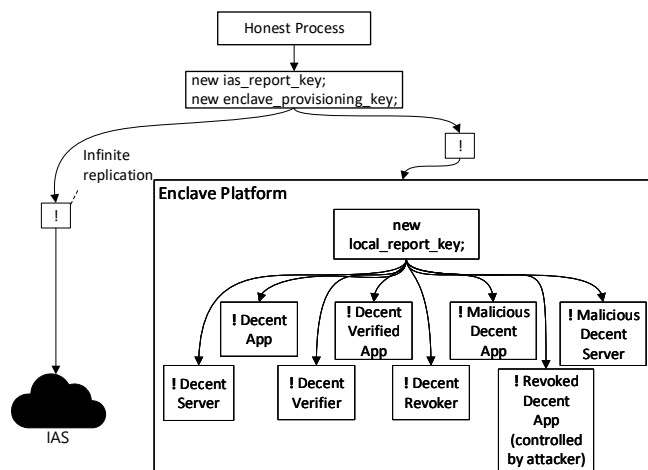 Honest Process
new ias_report_key;
new enclave_provisioning_key;
Infinite
replication
!
!
Enclave Platform
new
local_report_key;
! Decent
App
! Decent
Verified
App
! Malicious
Decent
App
! Malicious
Decent
Server
! Decent
Server
! Decent
Verifier
! Decent
Revoker
! Revoked
Decent
App
(controlled
by attacker)
IAS